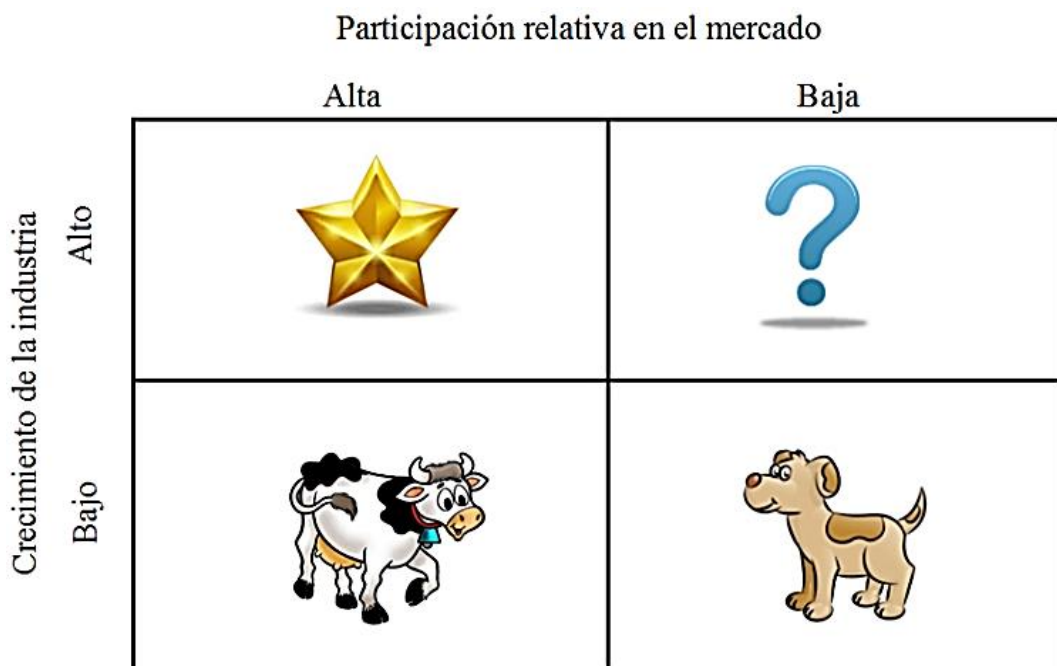 Participación relativa en el mercado
Alta
Baja
Crecimiento de la industria
Alto
Bajo